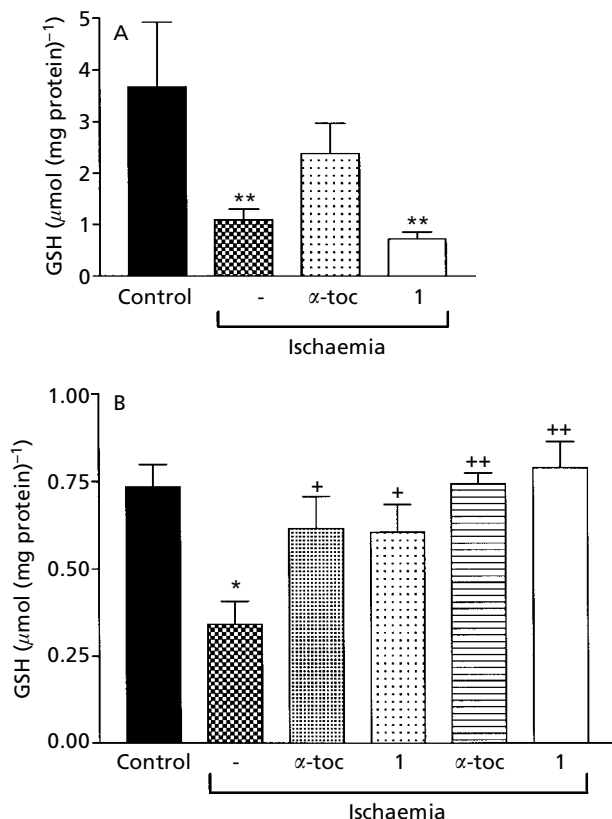 A
GSH (µmol (mg protein)⁻¹
5
4
3
2
1
0
**
**
Control - α-toc 1
Ischaemia
B
GSH (µmol (mg protein)⁻¹
1.00
0.75
0.50
0.25
0.00
*
+
+
++
++
Control - α-toc 1 α-toc 1
Ischaemia